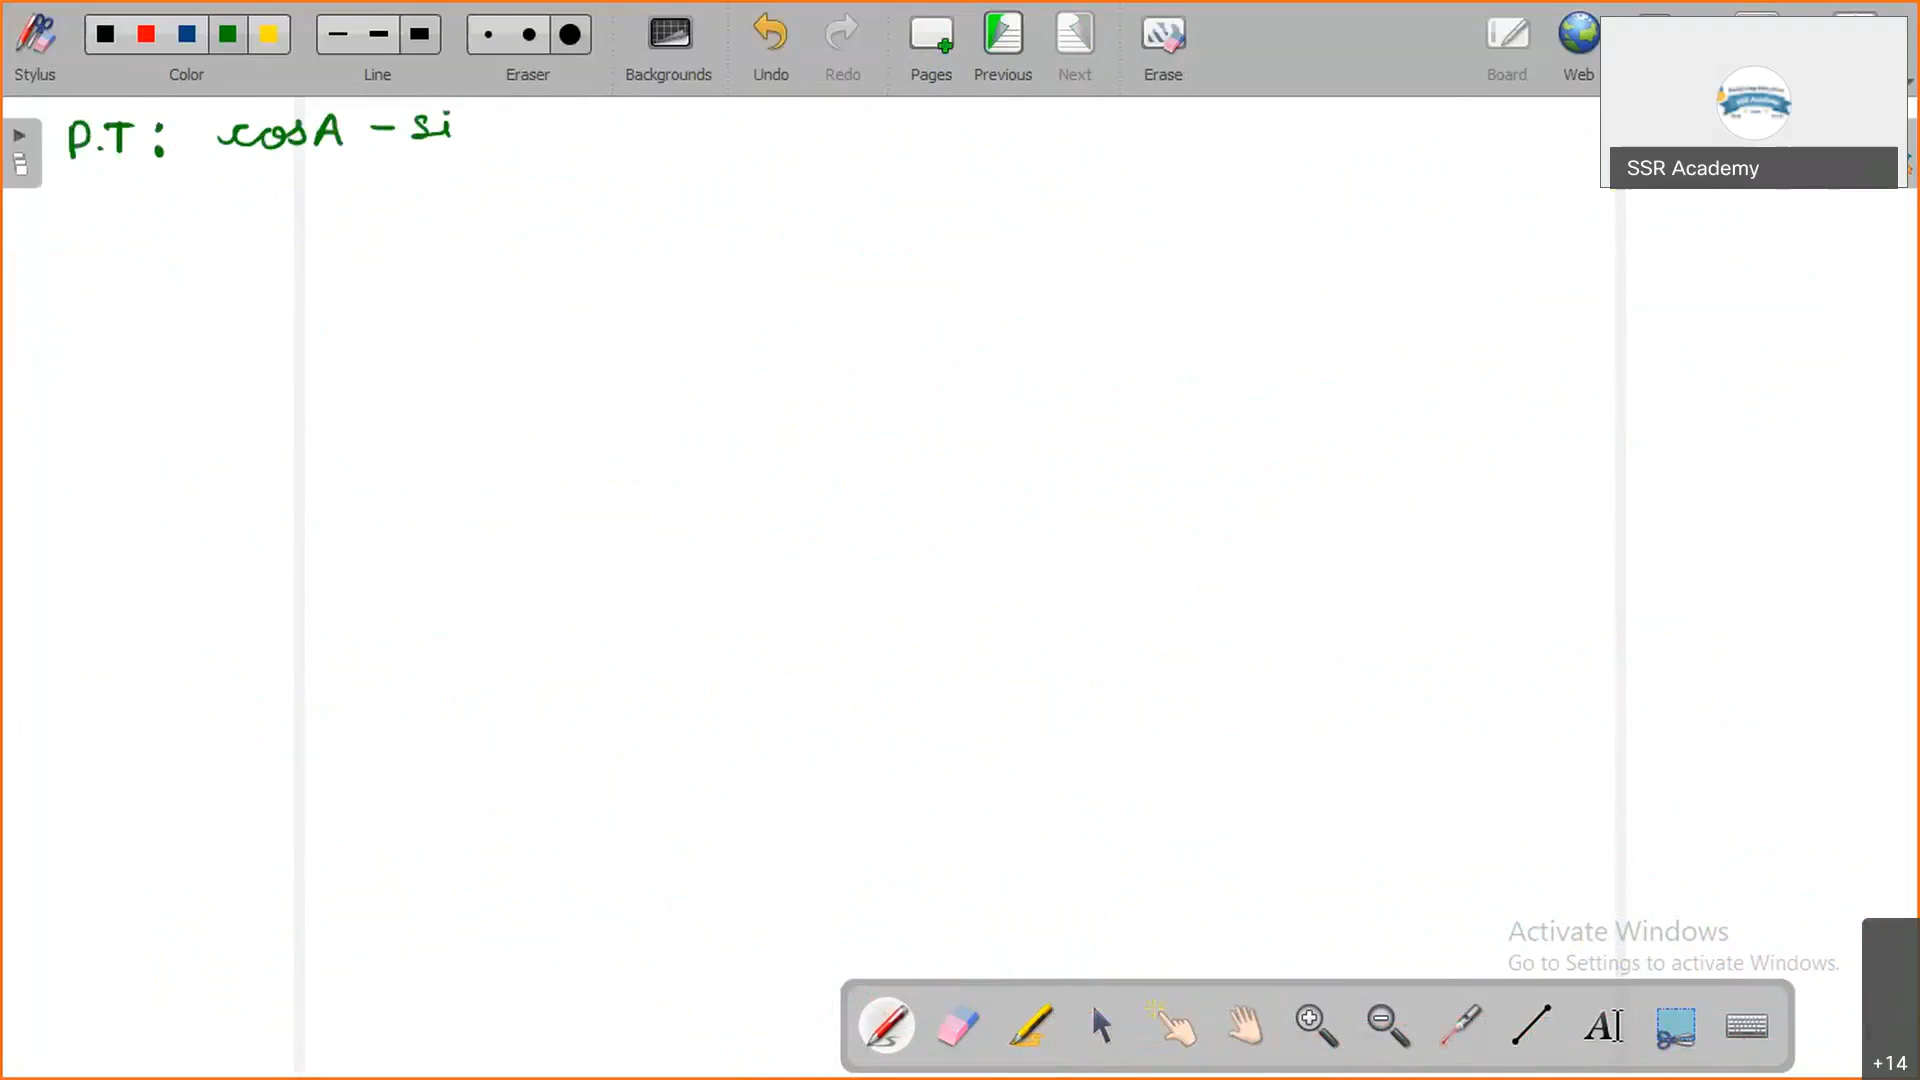 Stylus
Color
Line
Eraser
Backgrounds
Undo
Redo
Pages
Previous
Next
Erase
Board
Web
SSR Academy
P.T : cosA - si
Activate Windows
Go to Settings to activate Windows.
+14